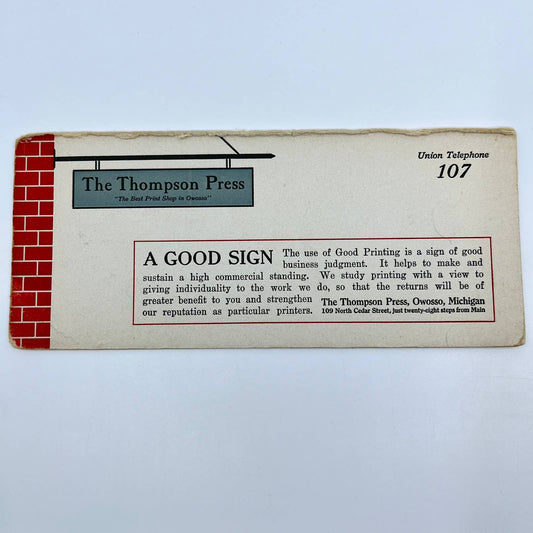 Union Telephone
107
The Thompson Press
"The Best Print Shop in Owosso"
A GOOD SIGN The use of Good Printing is a sign of good
business judgment. It helps to make and
sustain a high commercial standing. We study printing with a view to
giving individuality to the work we do, so that the returns will be of
greater benefit to you and strengthen The Thompson Press, Owosso, Michigan
our reputation as particular printers. 109 North Cedar Street, just twenty-eight steps from Main